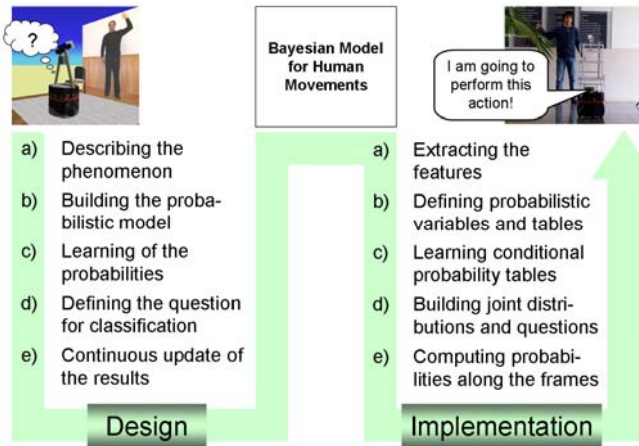 ?
Bayesian Model
for Human
Movements
I am going to
perform this
action!
a) Describing the
phenomenon
b) Building the proba-
bilistic model
c) Learning of the
probabilities
d) Defining the question
for classification
e) Continuous update of
the results
Design
a) Extracting the
features
b) Defining probabilistic
variables and tables
c) Learning conditional
probability tables
d) Building joint distri-
butions and questions
e) Computing probabi-
lities along the frames
Implementation